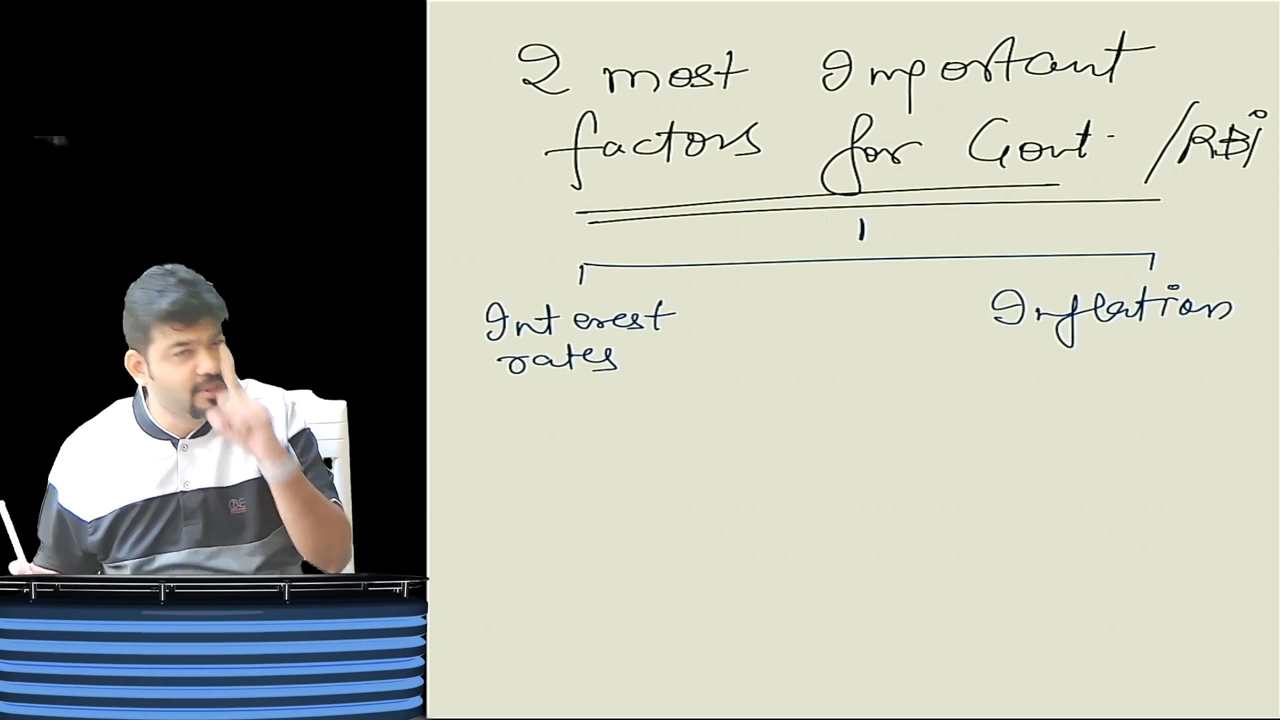 2 most Important
factors for Govt. /RBI
Interest
rates
Inflation